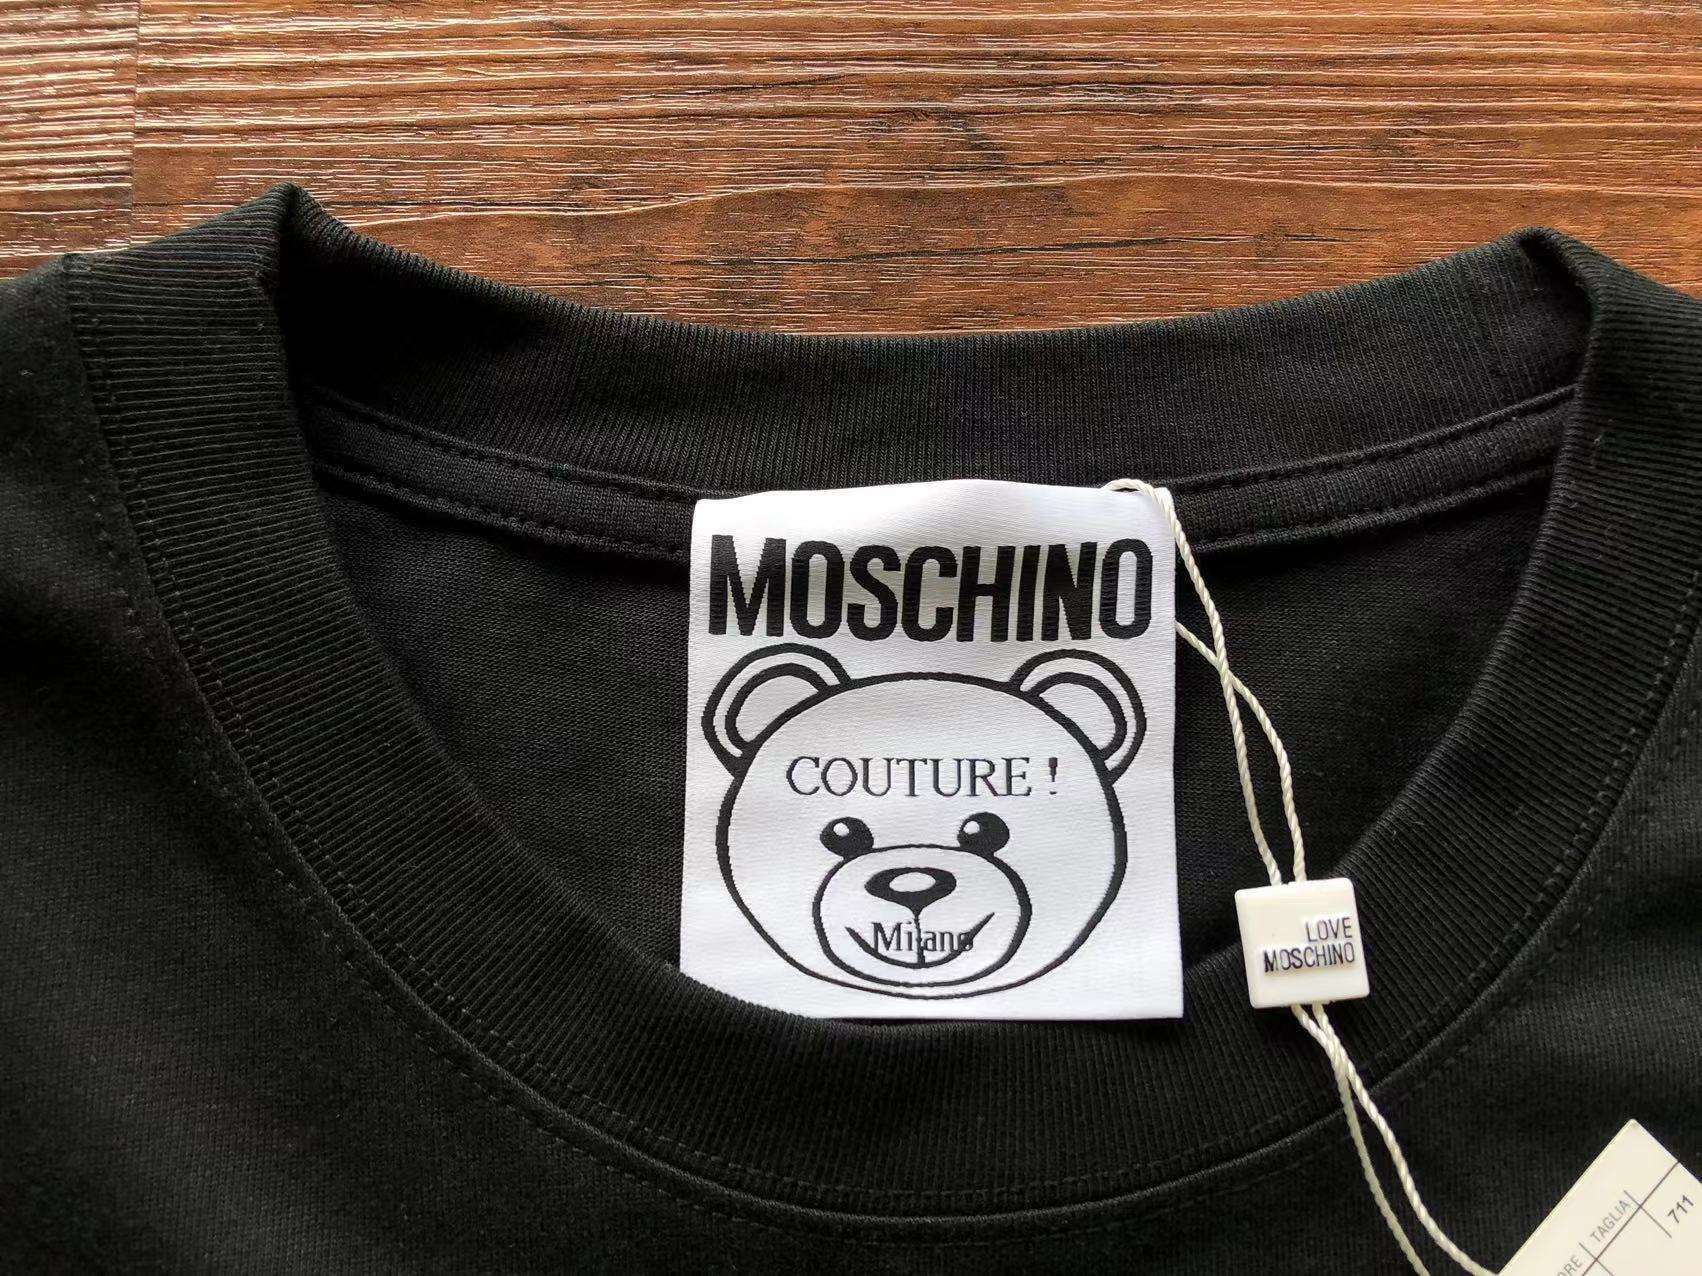 MOSCHINO
COUTURE !
Milano
LOVE
MOSCHINO
TAGLIA
711